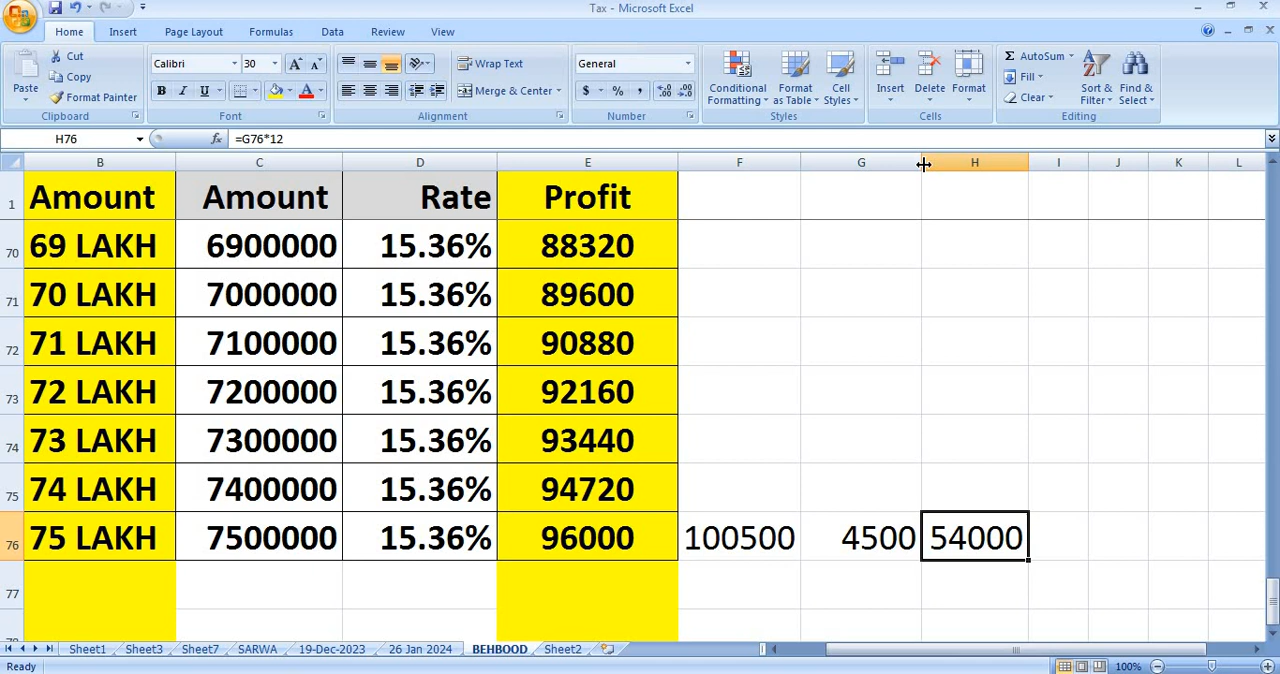 Tax - Microsoft Excel
Home Insert Page Layout Formulas Data Review View
Paste
Cut
Copy
Format Painter
Clipboard
Calibri 30
B I U
Font
Wrap Text
Merge & Center
Alignment
General
$ % ,
Number
Conditional Formatting
Format as Table
Cell Styles
Styles
Insert Delete Format
Cells
Σ AutoSum
Fill
Clear
Sort & Filter
Find & Select
Editing
H76 fx =G76*12
B C D E F G H I J K L
1 Amount Amount Rate Profit
70 69 LAKH 6900000 15.36% 88320
71 70 LAKH 7000000 15.36% 89600
72 71 LAKH 7100000 15.36% 90880
73 72 LAKH 7200000 15.36% 92160
74 73 LAKH 7300000 15.36% 93440
75 74 LAKH 7400000 15.36% 94720
76 75 LAKH 7500000 15.36% 96000 100500 4500 54000
77
Sheet1 Sheet3 Sheet7 SARWA 19-Dec-2023 26 Jan 2024 BEHBOOD Sheet2
Ready 100%